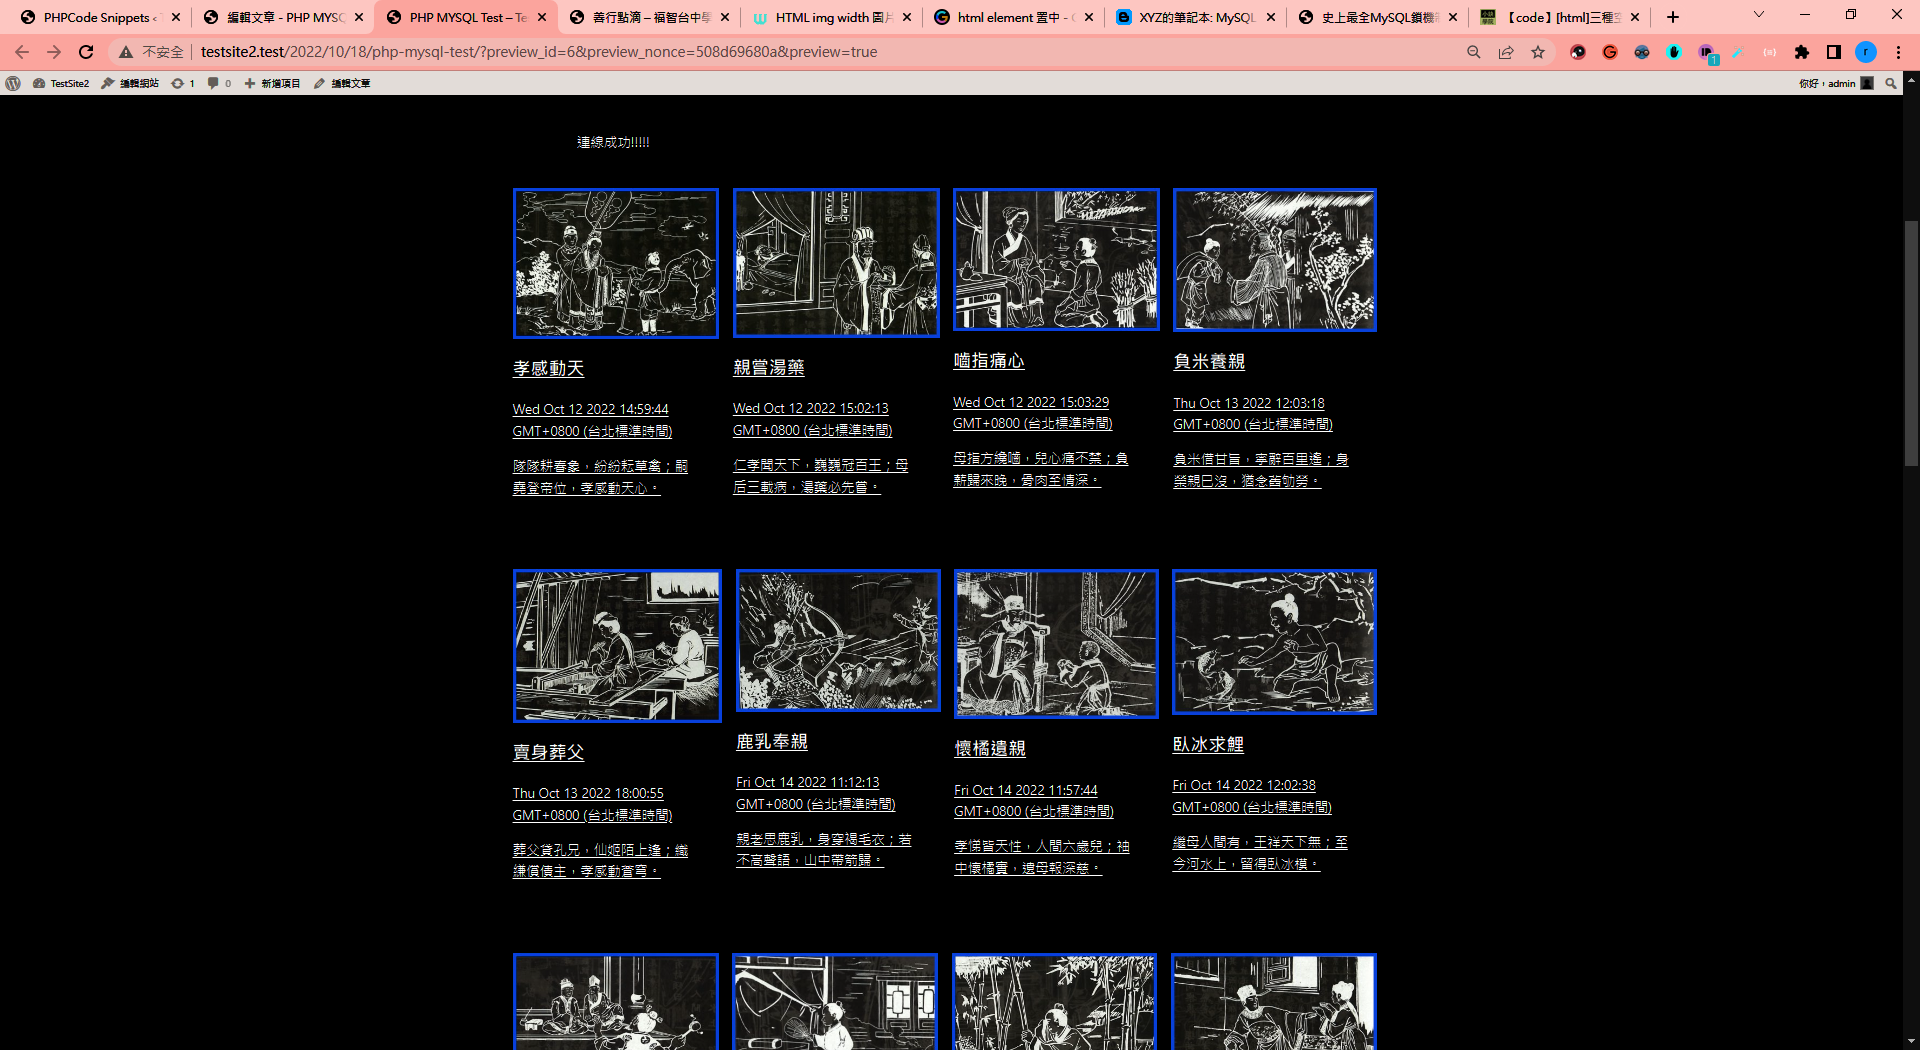 PHPCode Snippets ‹
編輯文章 - PHP MYSQ
PHP MYSQL Test – Te
善行點滴 – 福智台中學
HTML img width 圖片
html element 置中 -
XYZ的筆記本: MySQL
史上最全MySQL鎖機
【code】[html]三種空
不安全
testsite2.test/2022/10/18/php-mysql-test/?preview_id=6&preview_nonce=508d69680a&preview=true
TestSite2 編輯網站 1 0 新增項目 編輯文章
你好，admin
連線成功!!!!!
孝感動天
Wed Oct 12 2022 14:59:44
GMT+0800 (台北標準時間)
隊隊耕春象，紛紛耘草禽；嗣
堯登帝位，孝感動天心。
親嘗湯藥
Wed Oct 12 2022 15:02:13
GMT+0800 (台北標準時間)
仁孝聞天下，巍巍冠百王；母
后三載病，湯藥必先嘗。
嚙指痛心
Wed Oct 12 2022 15:03:29
GMT+0800 (台北標準時間)
母指方纔嚙，兒心痛不禁；負
薪歸來晚，骨肉至情深。
負米養親
Thu Oct 13 2022 12:03:18
GMT+0800 (台北標準時間)
負米借甘旨，寧辭百里遙；身
榮親已沒，猶念舊劬勞。
賣身葬父
Thu Oct 13 2022 18:00:55
GMT+0800 (台北標準時間)
葬父貸孔兄，仙姬陌上逢；織
縑償債主，孝感動蒼穹。
鹿乳奉親
Fri Oct 14 2022 11:12:13
GMT+0800 (台北標準時間)
親老思鹿乳，身穿褐毛衣；若
不高聲語，山中帶箭歸。
懷橘遺親
Fri Oct 14 2022 11:57:44
GMT+0800 (台北標準時間)
孝悌皆天性，人間六歲兒；袖
中懷橘實，遺母報深慈。
臥冰求鯉
Fri Oct 14 2022 12:02:38
GMT+0800 (台北標準時間)
繼母人間有，王祥天下無；至
今河水上，留得臥冰模。